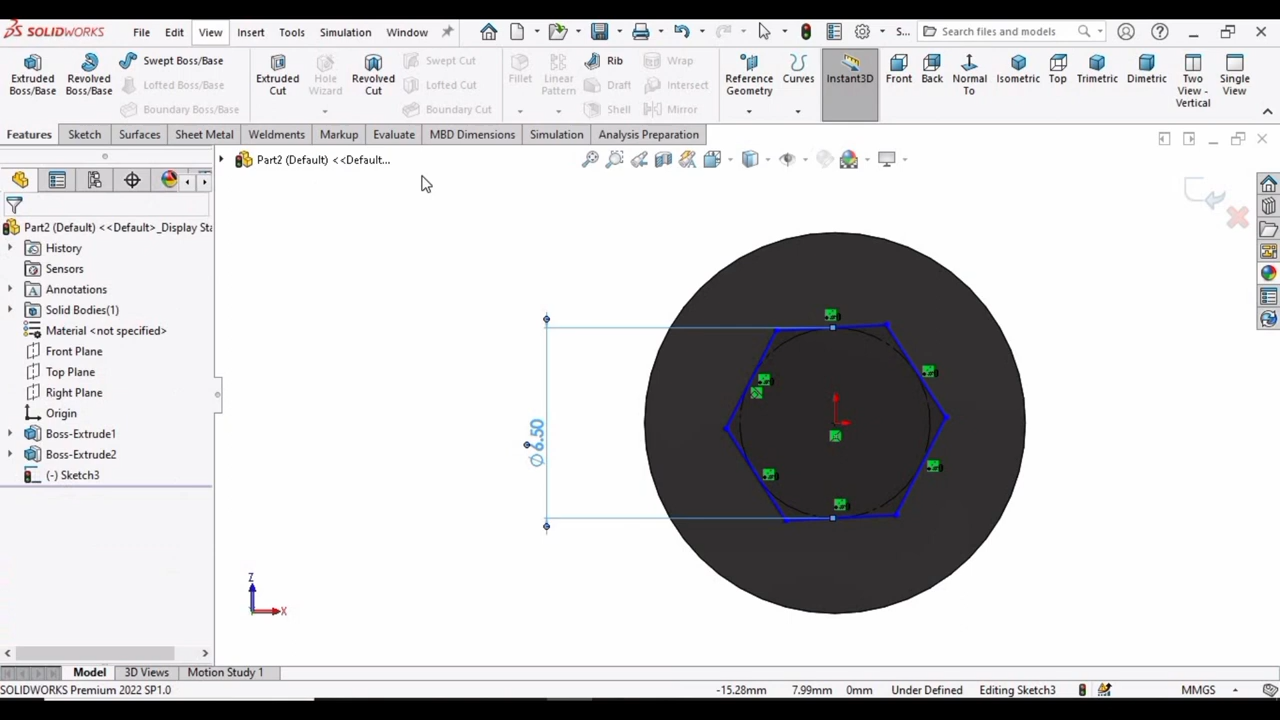 SOLIDWORKS File Edit View Insert Tools Simulation Window S... Search files and models
Extruded Boss/Base Revolved Boss/Base Swept Boss/Base Lofted Boss/Base Boundary Boss/Base Extruded Cut Hole Wizard Revolved Cut Swept Cut Lofted Cut Boundary Cut Fillet Linear Pattern Rib Draft Shell Wrap Intersect Mirror Reference Geometry Curves Instant3D Front Back Normal To Isometric Top Trimetric Dimetric Two View - Vertical Single View
Features Sketch Surfaces Sheet Metal Weldments Markup Evaluate MBD Dimensions Simulation Analysis Preparation
Part2 (Default) <<Default...
Part2 (Default) <<Default>_Display Sta
History
Sensors
Annotations
Solid Bodies(1)
Material <not specified>
Front Plane
Top Plane
Right Plane
Origin
Boss-Extrude1
Boss-Extrude2
(-) Sketch3
∅6.50
Z
X
Model 3D Views Motion Study 1
SOLIDWORKS Premium 2022 SP1.0 -15.28mm 7.99mm 0mm Under Defined Editing Sketch3 MMGS